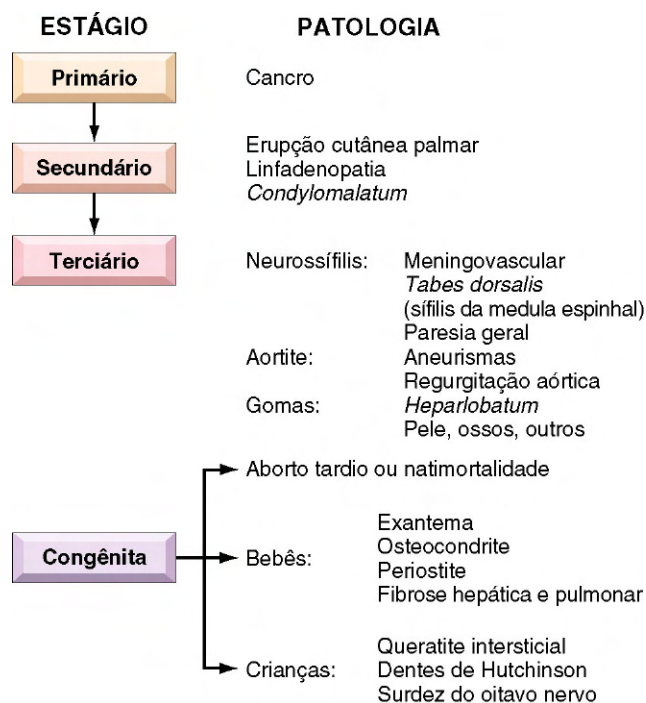 ESTÁGIO PATOLOGIA
Primário Cancro
Erupção cutânea palmar
Secundário Linfadenopatia
Condylomalatum
Terciário Neurossífilis: Meningovascular
Tabes dorsalis
(sífilis da medula espinhal)
Paresia geral
Aortite: Aneurismas
Regurgitação aórtica
Gomas: Heparlobatum
Pele, ossos, outros
Aborto tardio ou natimortalidade
Congênita
Bebês: Exantema
Osteocondrite
Periostite
Fibrose hepática e pulmonar
Crianças: Queratite intersticial
Dentes de Hutchinson
Surdez do oitavo nervo